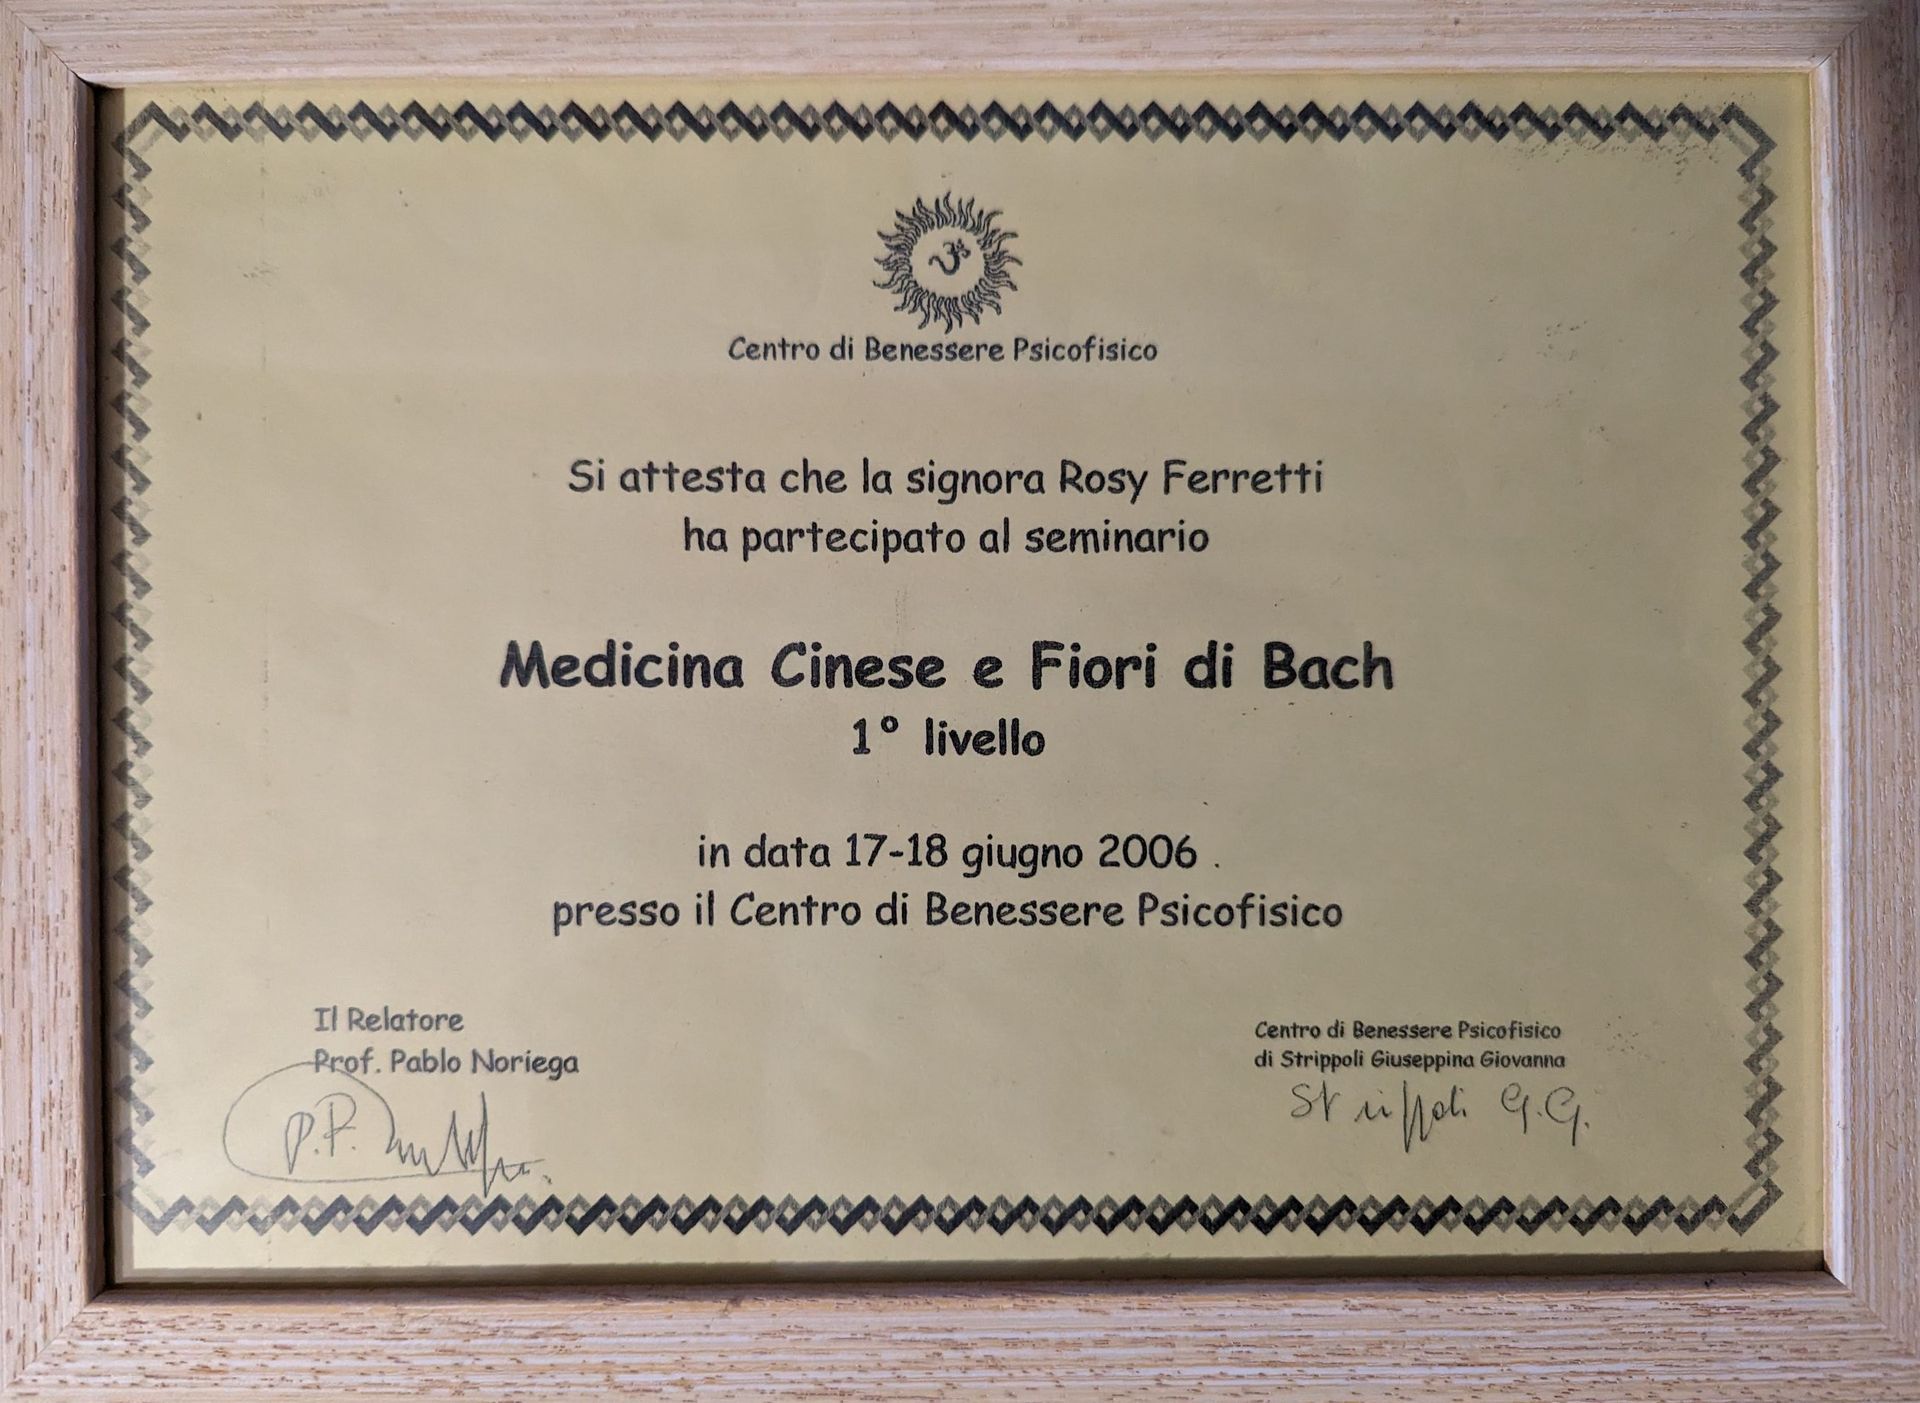 ॐ
Centro di Benessere Psicofisico
Si attesta che la signora Rosy Ferretti
ha partecipato al seminario
Medicina Cinese e Fiori di Bach
1° livello
in data 17-18 giugno 2006 .
presso il Centro di Benessere Psicofisico
Il Relatore
Prof. Pablo Noriega
P.P.
Centro di Benessere Psicofisico
di Strippoli Giuseppina Giovanna
Strippoli G.G.